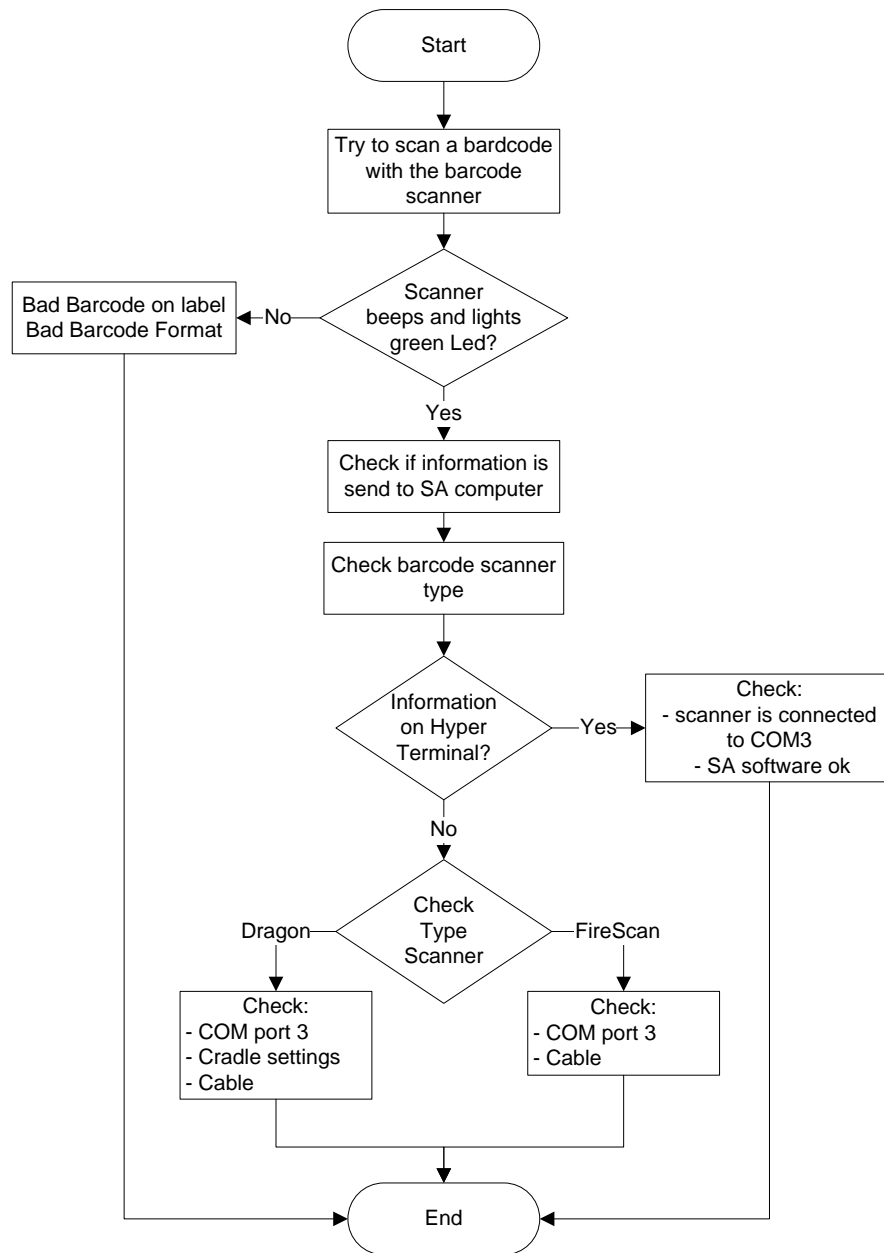 Start
Try to scan a bardcode
with the barcode
scanner
Scanner
beeps and lights
green Led?
No
Bad Barcode on label
Bad Barcode Format
Yes
Check if information is
send to SA computer
Check barcode scanner
type
Information
on Hyper
Terminal?
Yes
Check:
- scanner is connected
to COM3
- SA software ok
No
Check
Type
Scanner
Dragon
FireScan
Check:
- COM port 3
- Cradle settings
- Cable
Check:
- COM port 3
- Cable
End